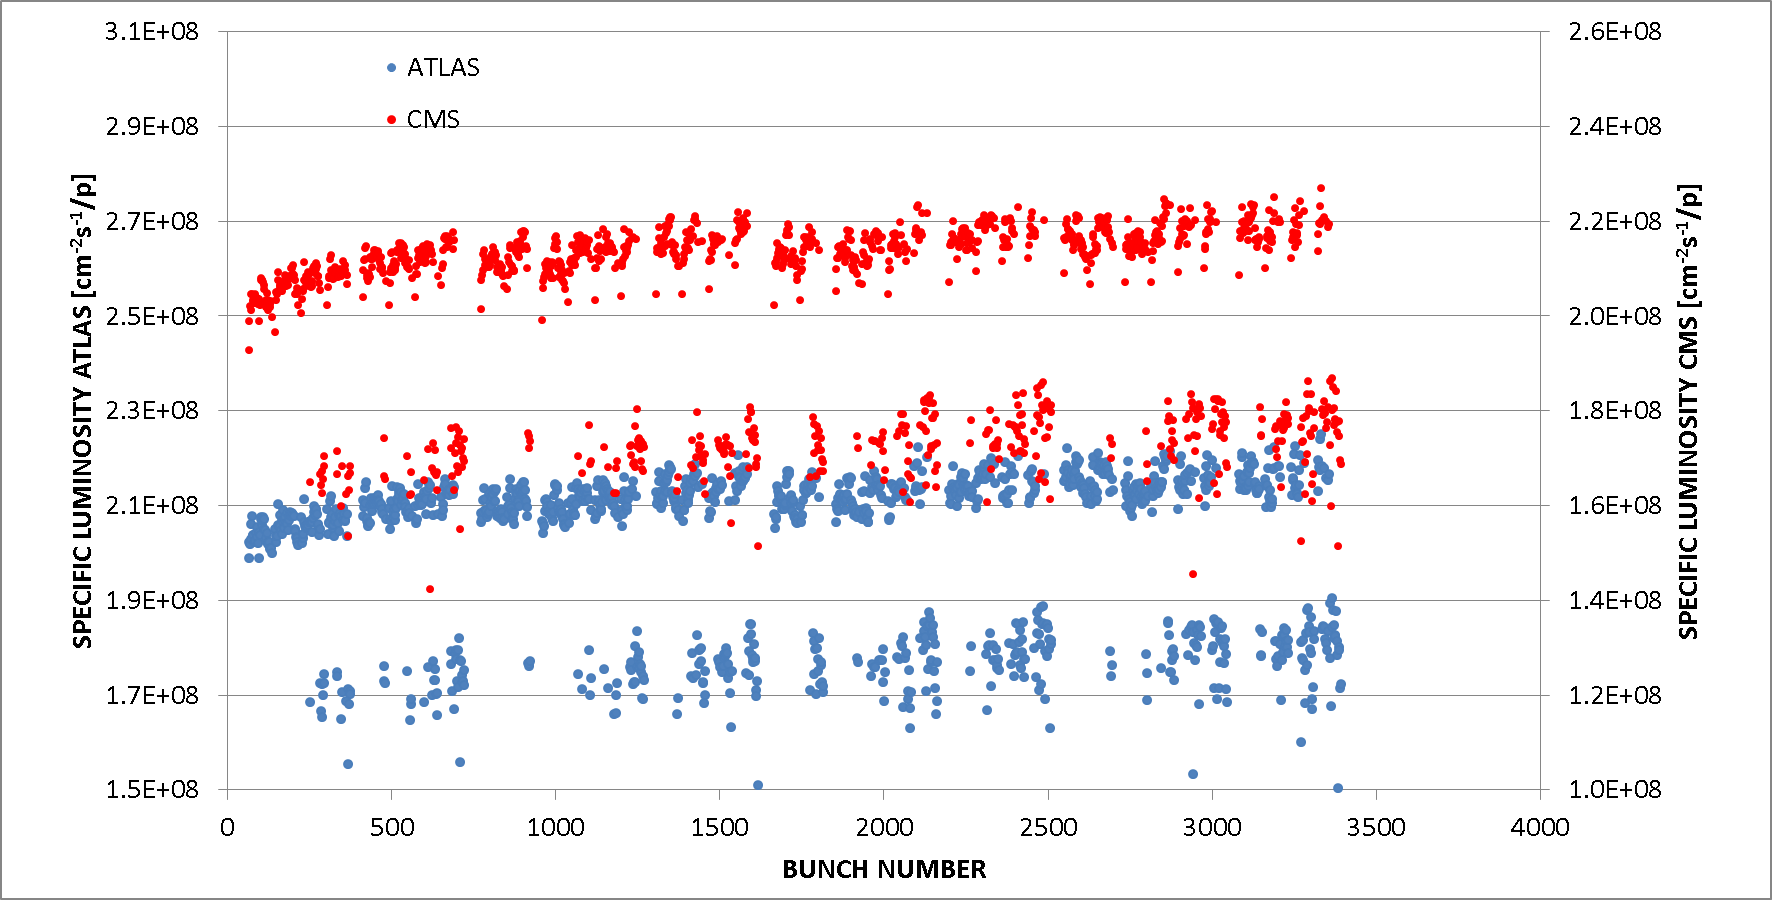 3.1E+08
2.9E+08
2.7E+08
2.5E+08
2.3E+08
2.1E+08
1.9E+08
1.7E+08
1.5E+08
SPECIFIC LUMINOSITY ATLAS [cm⁻²s⁻¹/p]
ATLAS
CMS
2.6E+08
2.4E+08
2.2E+08
2.0E+08
1.8E+08
1.6E+08
1.4E+08
1.2E+08
1.0E+08
SPECIFIC LUMINOSITY CMS [cm⁻²s⁻¹/p]
0 500 1000 1500 2000 2500 3000 3500 4000
BUNCH NUMBER